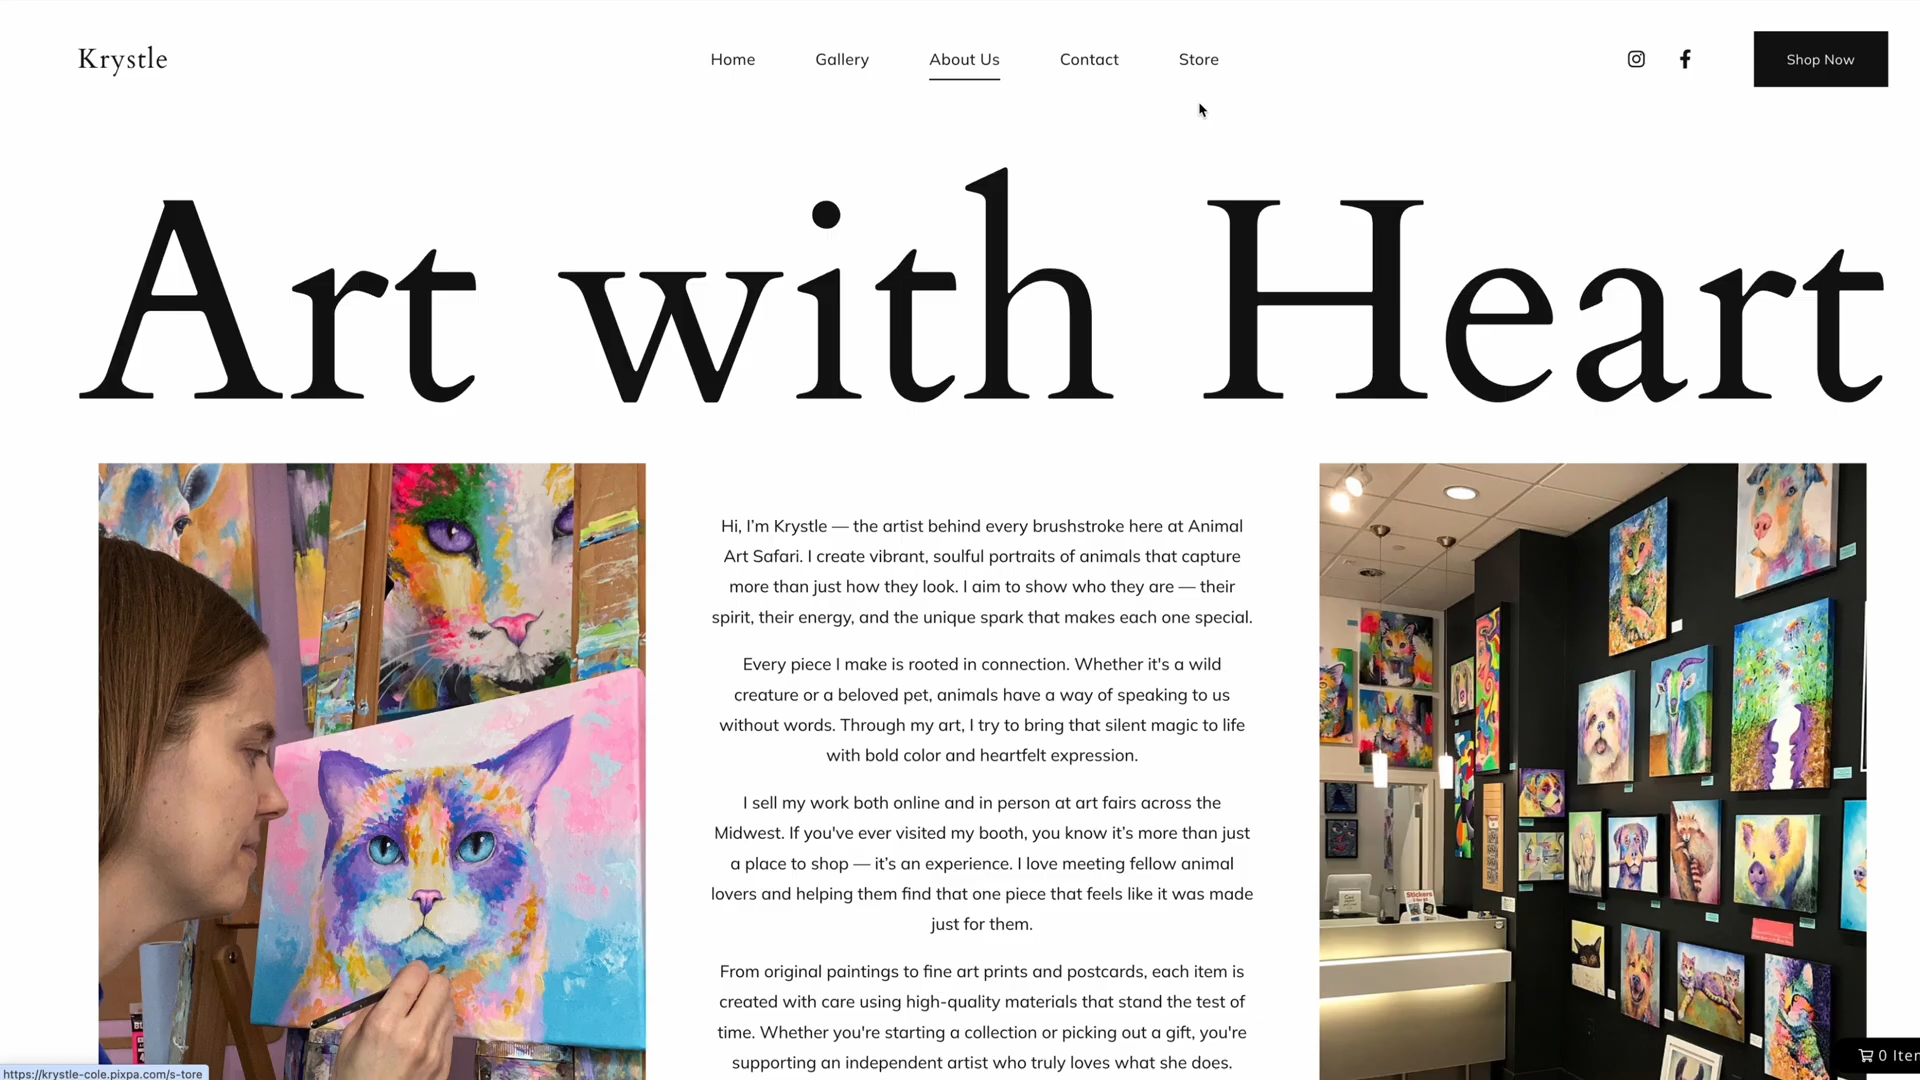 Krystle
Home Gallery About Us Contact Store
Shop Now
Art with Heart
Hi, I’m Krystle — the artist behind every brushstroke here at Animal
Art Safari. I create vibrant, soulful portraits of animals that capture
more than just how they look. I aim to show who they are — their
spirit, their energy, and the unique spark that makes each one special.
Every piece I make is rooted in connection. Whether it's a wild
creature or a beloved pet, animals have a way of speaking to us
without words. Through my art, I try to bring that silent magic to life
with bold color and heartfelt expression.
I sell my work both online and in person at art fairs across the
Midwest. If you've ever visited my booth, you know it’s more than just
a place to shop — it’s an experience. I love meeting fellow animal
lovers and helping them find that one piece that feels like it was made
just for them.
From original paintings to fine art prints and postcards, each item is
created with care using high-quality materials that stand the test of
time. Whether you're starting a collection or picking out a gift, you're
supporting an independent artist who truly loves what she does.
Stickers
0 Iter
https://krystle-cole.pixpa.com/s-tore